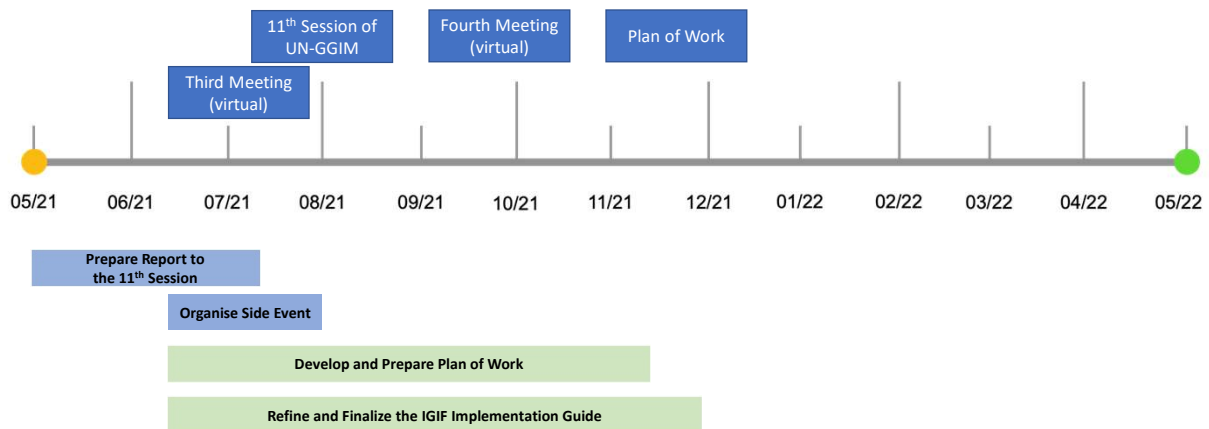 11th Session of
UN-GGIM
Fourth Meeting
(virtual)
Plan of Work
Third Meeting
(virtual)
05/21
06/21
07/21
08/21
09/21
10/21
11/21
12/21
01/22
02/22
03/22
04/22
05/22
Prepare Report to
the 11th Session
Organise Side Event
Develop and Prepare Plan of Work
Refine and Finalize the IGIF Implementation Guide